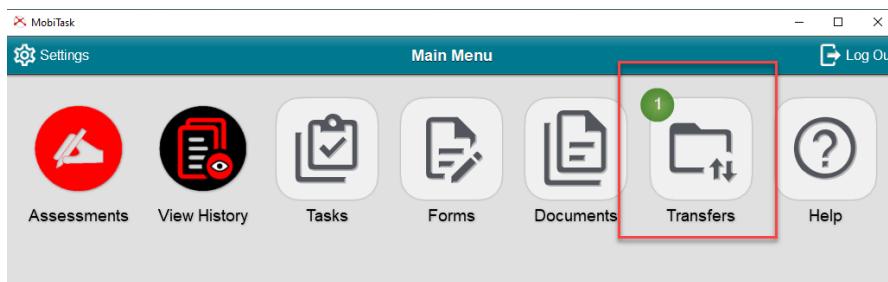 MobiTask
Settings Main Menu Log Ou
1
Assessments View History Tasks Forms Documents Transfers Help